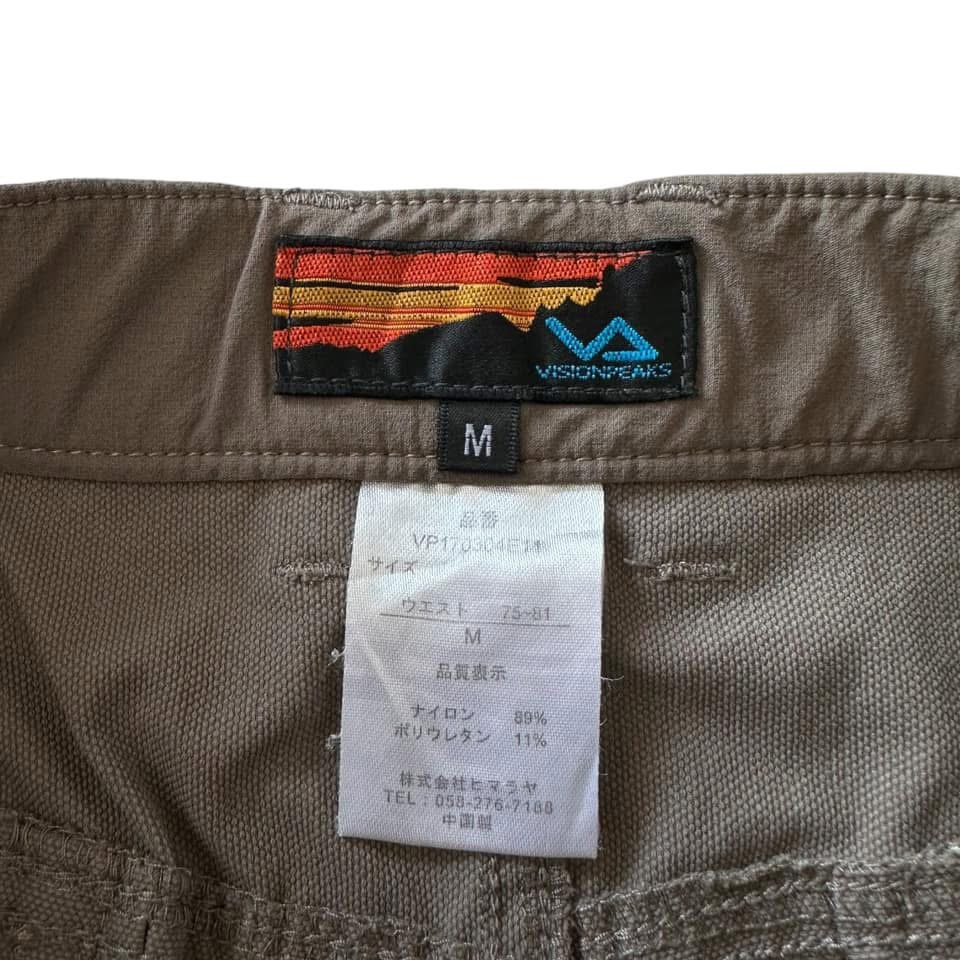 VISIONPEAKS
M
品番
VP170304E11
サイズ
ウエスト 75~81
M
品質表示
ナイロン 89%
ポリウレタン 11%
株式会社ヒマラヤ
TEL : 058-276-7188
中国製